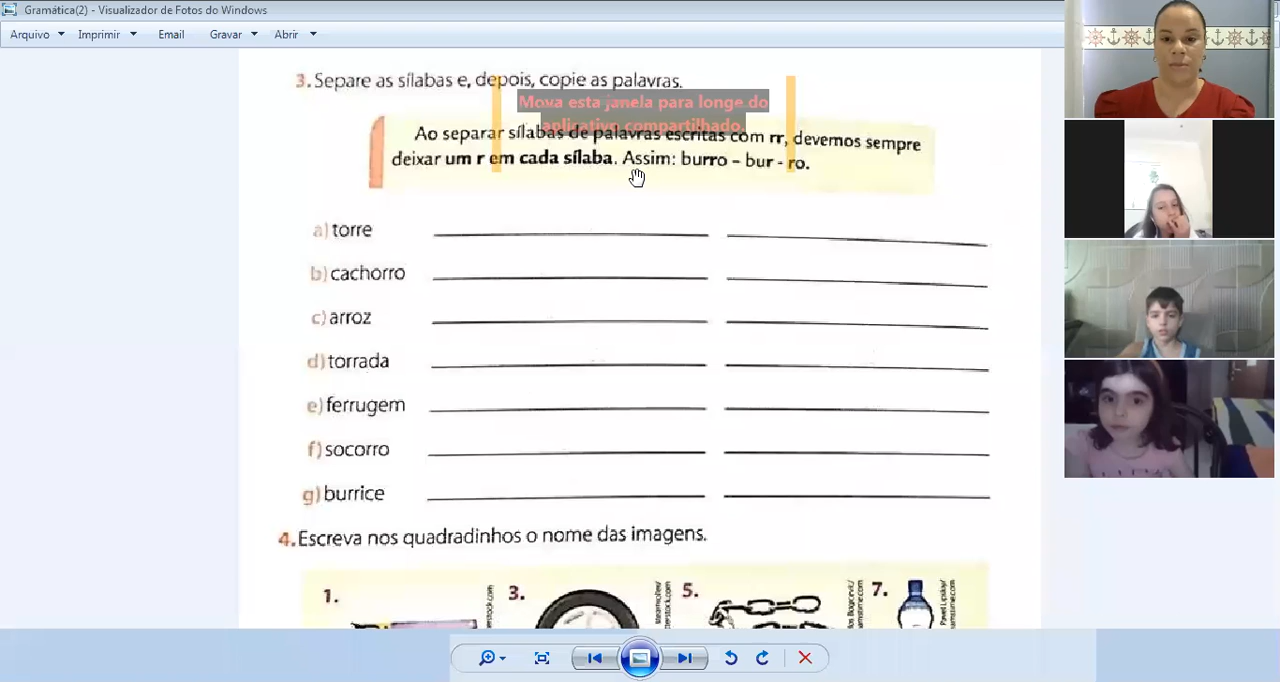 Gramática(2) - Visualizador de Fotos do Windows
Arquivo Imprimir Email Gravar Abrir
3. Separe as sílabas e, depois, copie as palavras.
Mova esta janela para longe do
aplicativo compartilhado.
Ao separar sílabas de palavras escritas com rr, devemos sempre
deixar um r em cada sílaba. Assim: burro – bur - ro.
a) torre
b) cachorro
c) arroz
d) torrada
e) ferrugem
f) socorro
g) burrice
4. Escreva nos quadradinhos o nome das imagens.
1. 3. 5. 7.